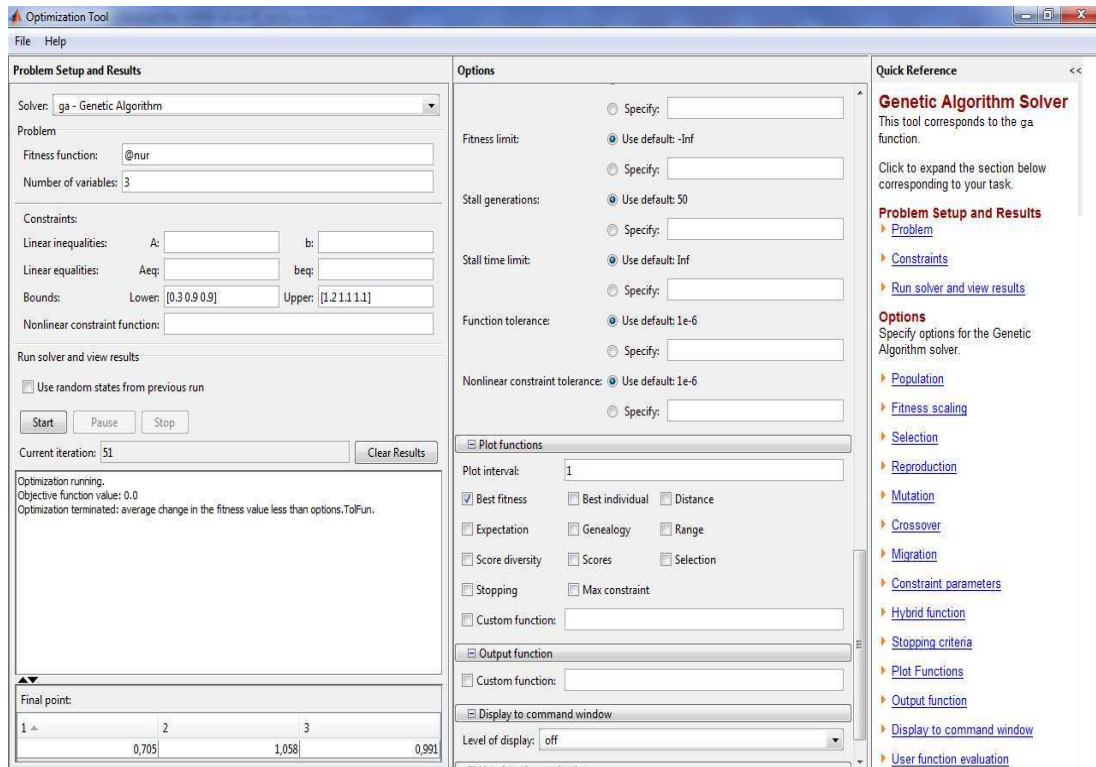 Optimization Tool
File Help
Problem Setup and Results
Solver: ga - Genetic Algorithm
Problem
Fitness function: @nur
Number of variables: 3
Constraints:
Linear inequalities: A: b:
Linear equalities: Aeq: beq:
Bounds: Lower: [0.3 0.9 0.9] Upper: [1.2 1.1 1.1]
Nonlinear constraint function:
Run solver and view results
Use random states from previous run
Start Pause Stop
Current iteration: 51 Clear Results
Optimization running.
Objective function value: 0.0
Optimization terminated: average change in the fitness value less than options.TolFun.
Final point:
1 2 3
0,705 1,058 0,991
Options
Specify:
Fitness limit: Use default: -Inf
Specify:
Stall generations: Use default: 50
Specify:
Stall time limit: Use default: Inf
Specify:
Function tolerance: Use default: 1e-6
Specify:
Nonlinear constraint tolerance: Use default: 1e-6
Specify:
Plot functions
Plot interval: 1
Best fitness Best individual Distance
Expectation Genealogy Range
Score diversity Scores Selection
Stopping Max constraint
Custom function:
Output function
Custom function:
Display to command window
Level of display: off
Quick Reference <<
Genetic Algorithm Solver
This tool corresponds to the ga
function.
Click to expand the section below
corresponding to your task.
Problem Setup and Results
Problem
Constraints
Run solver and view results
Options
Specify options for the Genetic
Algorithm solver.
Population
Fitness scaling
Selection
Reproduction
Mutation
Crossover
Migration
Constraint parameters
Hybrid function
Stopping criteria
Plot Functions
Output function
Display to command window
User function evaluation